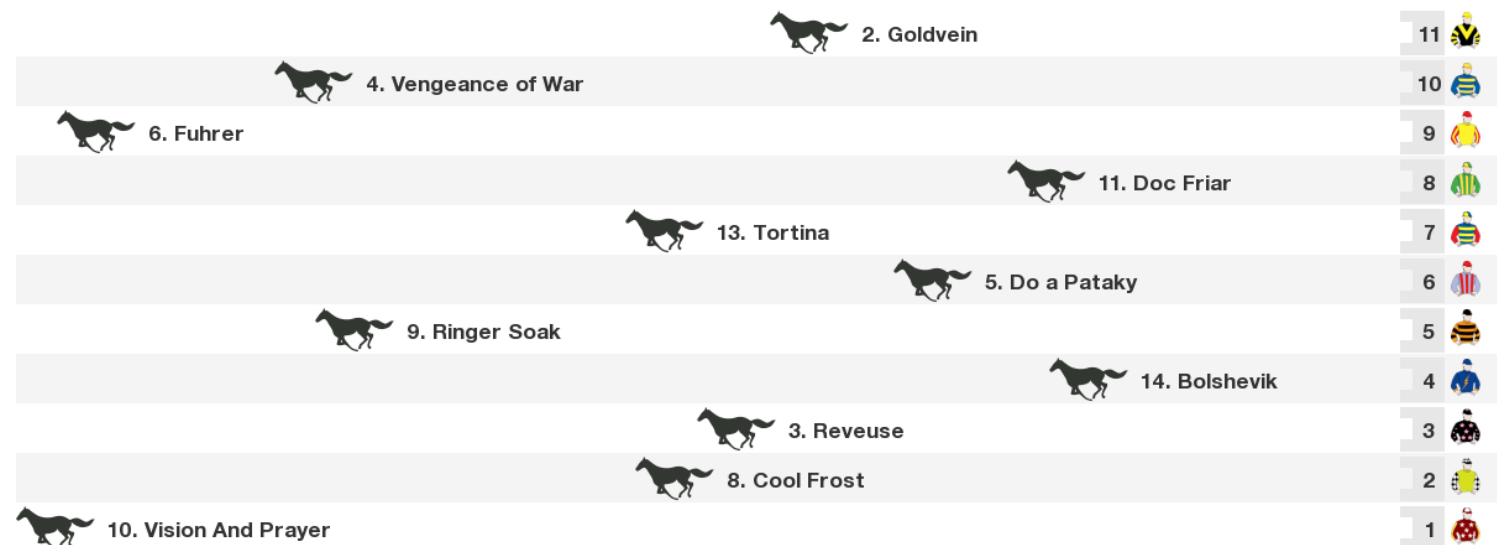 2. Goldvein 11
4. Vengeance of War 10
6. Fuhrer 9
11. Doc Friar 8
13. Tortina 7
5. Do a Pataky 6
9. Ringer Soak 5
14. Bolshevik 4
3. Reveuse 3
8. Cool Frost 2
10. Vision And Prayer 1